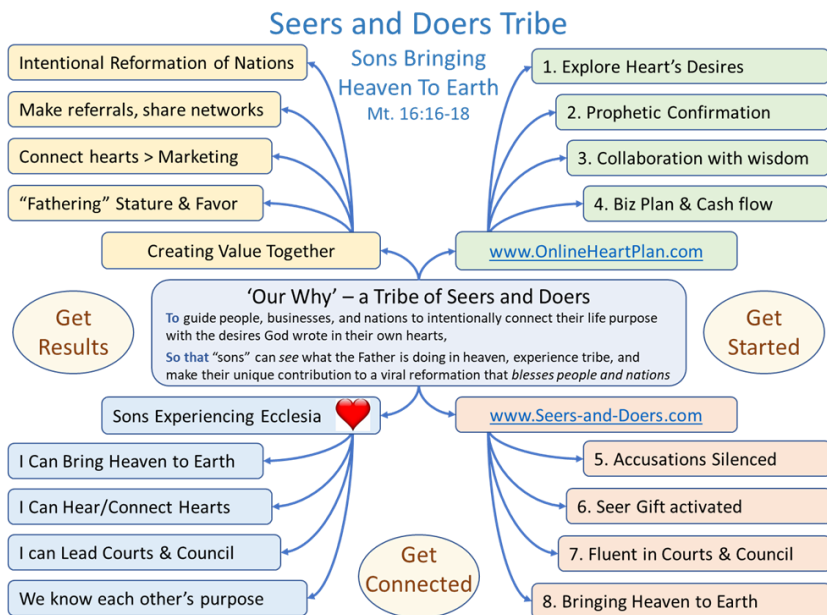 Seers and Doers Tribe
Sons Bringing
Heaven To Earth
Mt. 16:16-18
Intentional Reformation of Nations
Make referrals, share networks
Connect hearts > Marketing
“Fathering” Stature & Favor
Creating Value Together
1. Explore Heart’s Desires
2. Prophetic Confirmation
3. Collaboration with wisdom
4. Biz Plan & Cash flow
www.OnlineHeartPlan.com
Get
Results
‘Our Why’ – a Tribe of Seers and Doers
To guide people, businesses, and nations to intentionally connect their life purpose
with the desires God wrote in their own hearts,
So that “sons” can see what the Father is doing in heaven, experience tribe, and
make their unique contribution to a viral reformation that blesses people and nations
Get
Started
Sons Experiencing Ecclesia
I Can Bring Heaven to Earth
I Can Hear/Connect Hearts
I can Lead Courts & Council
We know each other’s purpose
Get
Connected
www.Seers-and-Doers.com
5. Accusations Silenced
6. Seer Gift activated
7. Fluent in Courts & Council
8. Bringing Heaven to Earth